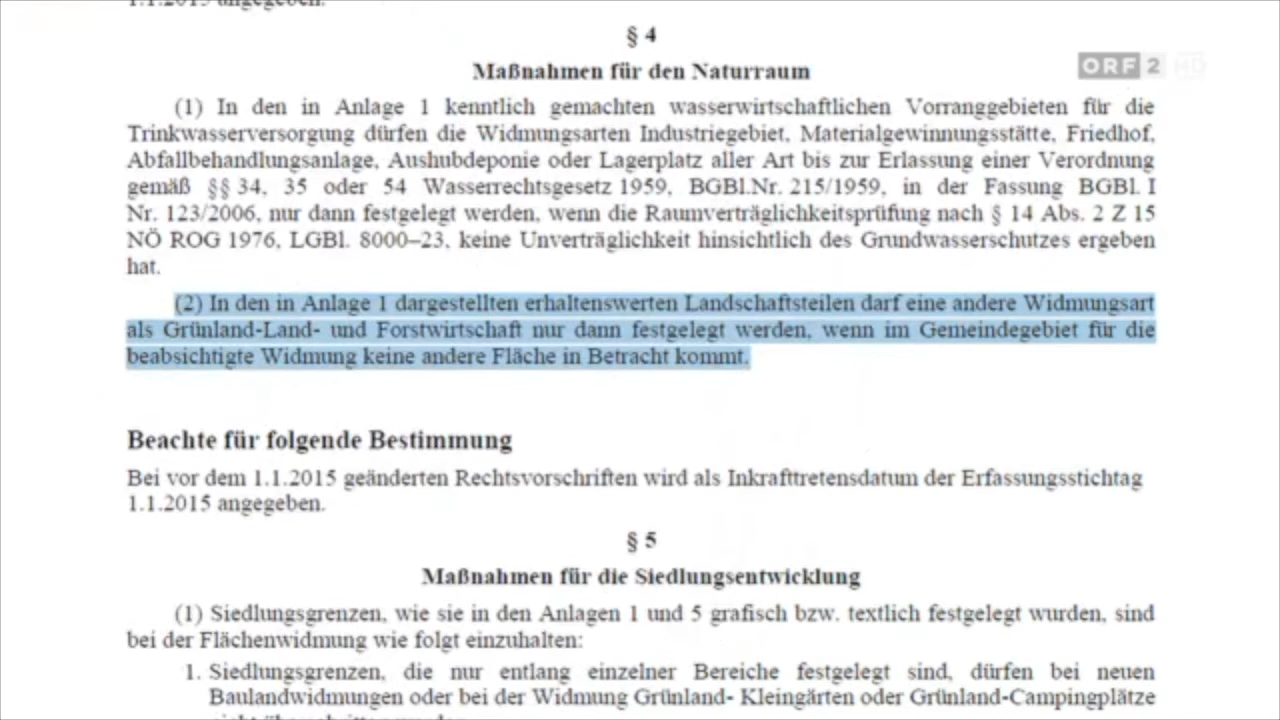 1.1.2015 angegeben.
§ 4
Maßnahmen für den Naturraum
ORF 2 HD
(1) In den in Anlage 1 kenntlich gemachten wasserwirtschaftlichen Vorranggebieten für die
Trinkwasserversorgung dürfen die Widmungsarten Industriegebiet, Materialgewinnungsstätte, Friedhof,
Abfallbehandlungsanlage, Aushubdeponie oder Lagerplatz aller Art bis zur Erlassung einer Verordnung
gemäß §§ 34, 35 oder 54 Wasserrechtsgesetz 1959, BGBl.Nr. 215/1959, in der Fassung BGBl. I
Nr. 123/2006, nur dann festgelegt werden, wenn die Raumverträglichkeitsprüfung nach § 14 Abs. 2 Z 15
NÖ ROG 1976, LGBl. 8000–23, keine Unverträglichkeit hinsichtlich des Grundwasserschutzes ergeben
hat.
(2) In den in Anlage 1 dargestellten erhaltenswerten Landschaftsteilen darf eine andere Widmungsart
als Grünland-Land- und Forstwirtschaft nur dann festgelegt werden, wenn im Gemeindegebiet für die
beabsichtigte Widmung keine andere Fläche in Betracht kommt.
Beachte für folgende Bestimmung
Bei vor dem 1.1.2015 geänderten Rechtsvorschriften wird als Inkrafttretensdatum der Erfassungsstichtag
1.1.2015 angegeben.
§ 5
Maßnahmen für die Siedlungsentwicklung
(1) Siedlungsgrenzen, wie sie in den Anlagen 1 und 5 grafisch bzw. textlich festgelegt wurden, sind
bei der Flächenwidmung wie folgt einzuhalten:
1. Siedlungsgrenzen, die nur entlang einzelner Bereiche festgelegt sind, dürfen bei neuen
Baulandwidmungen oder bei der Widmung Grünland- Kleingärten oder Grünland-Campingplätze